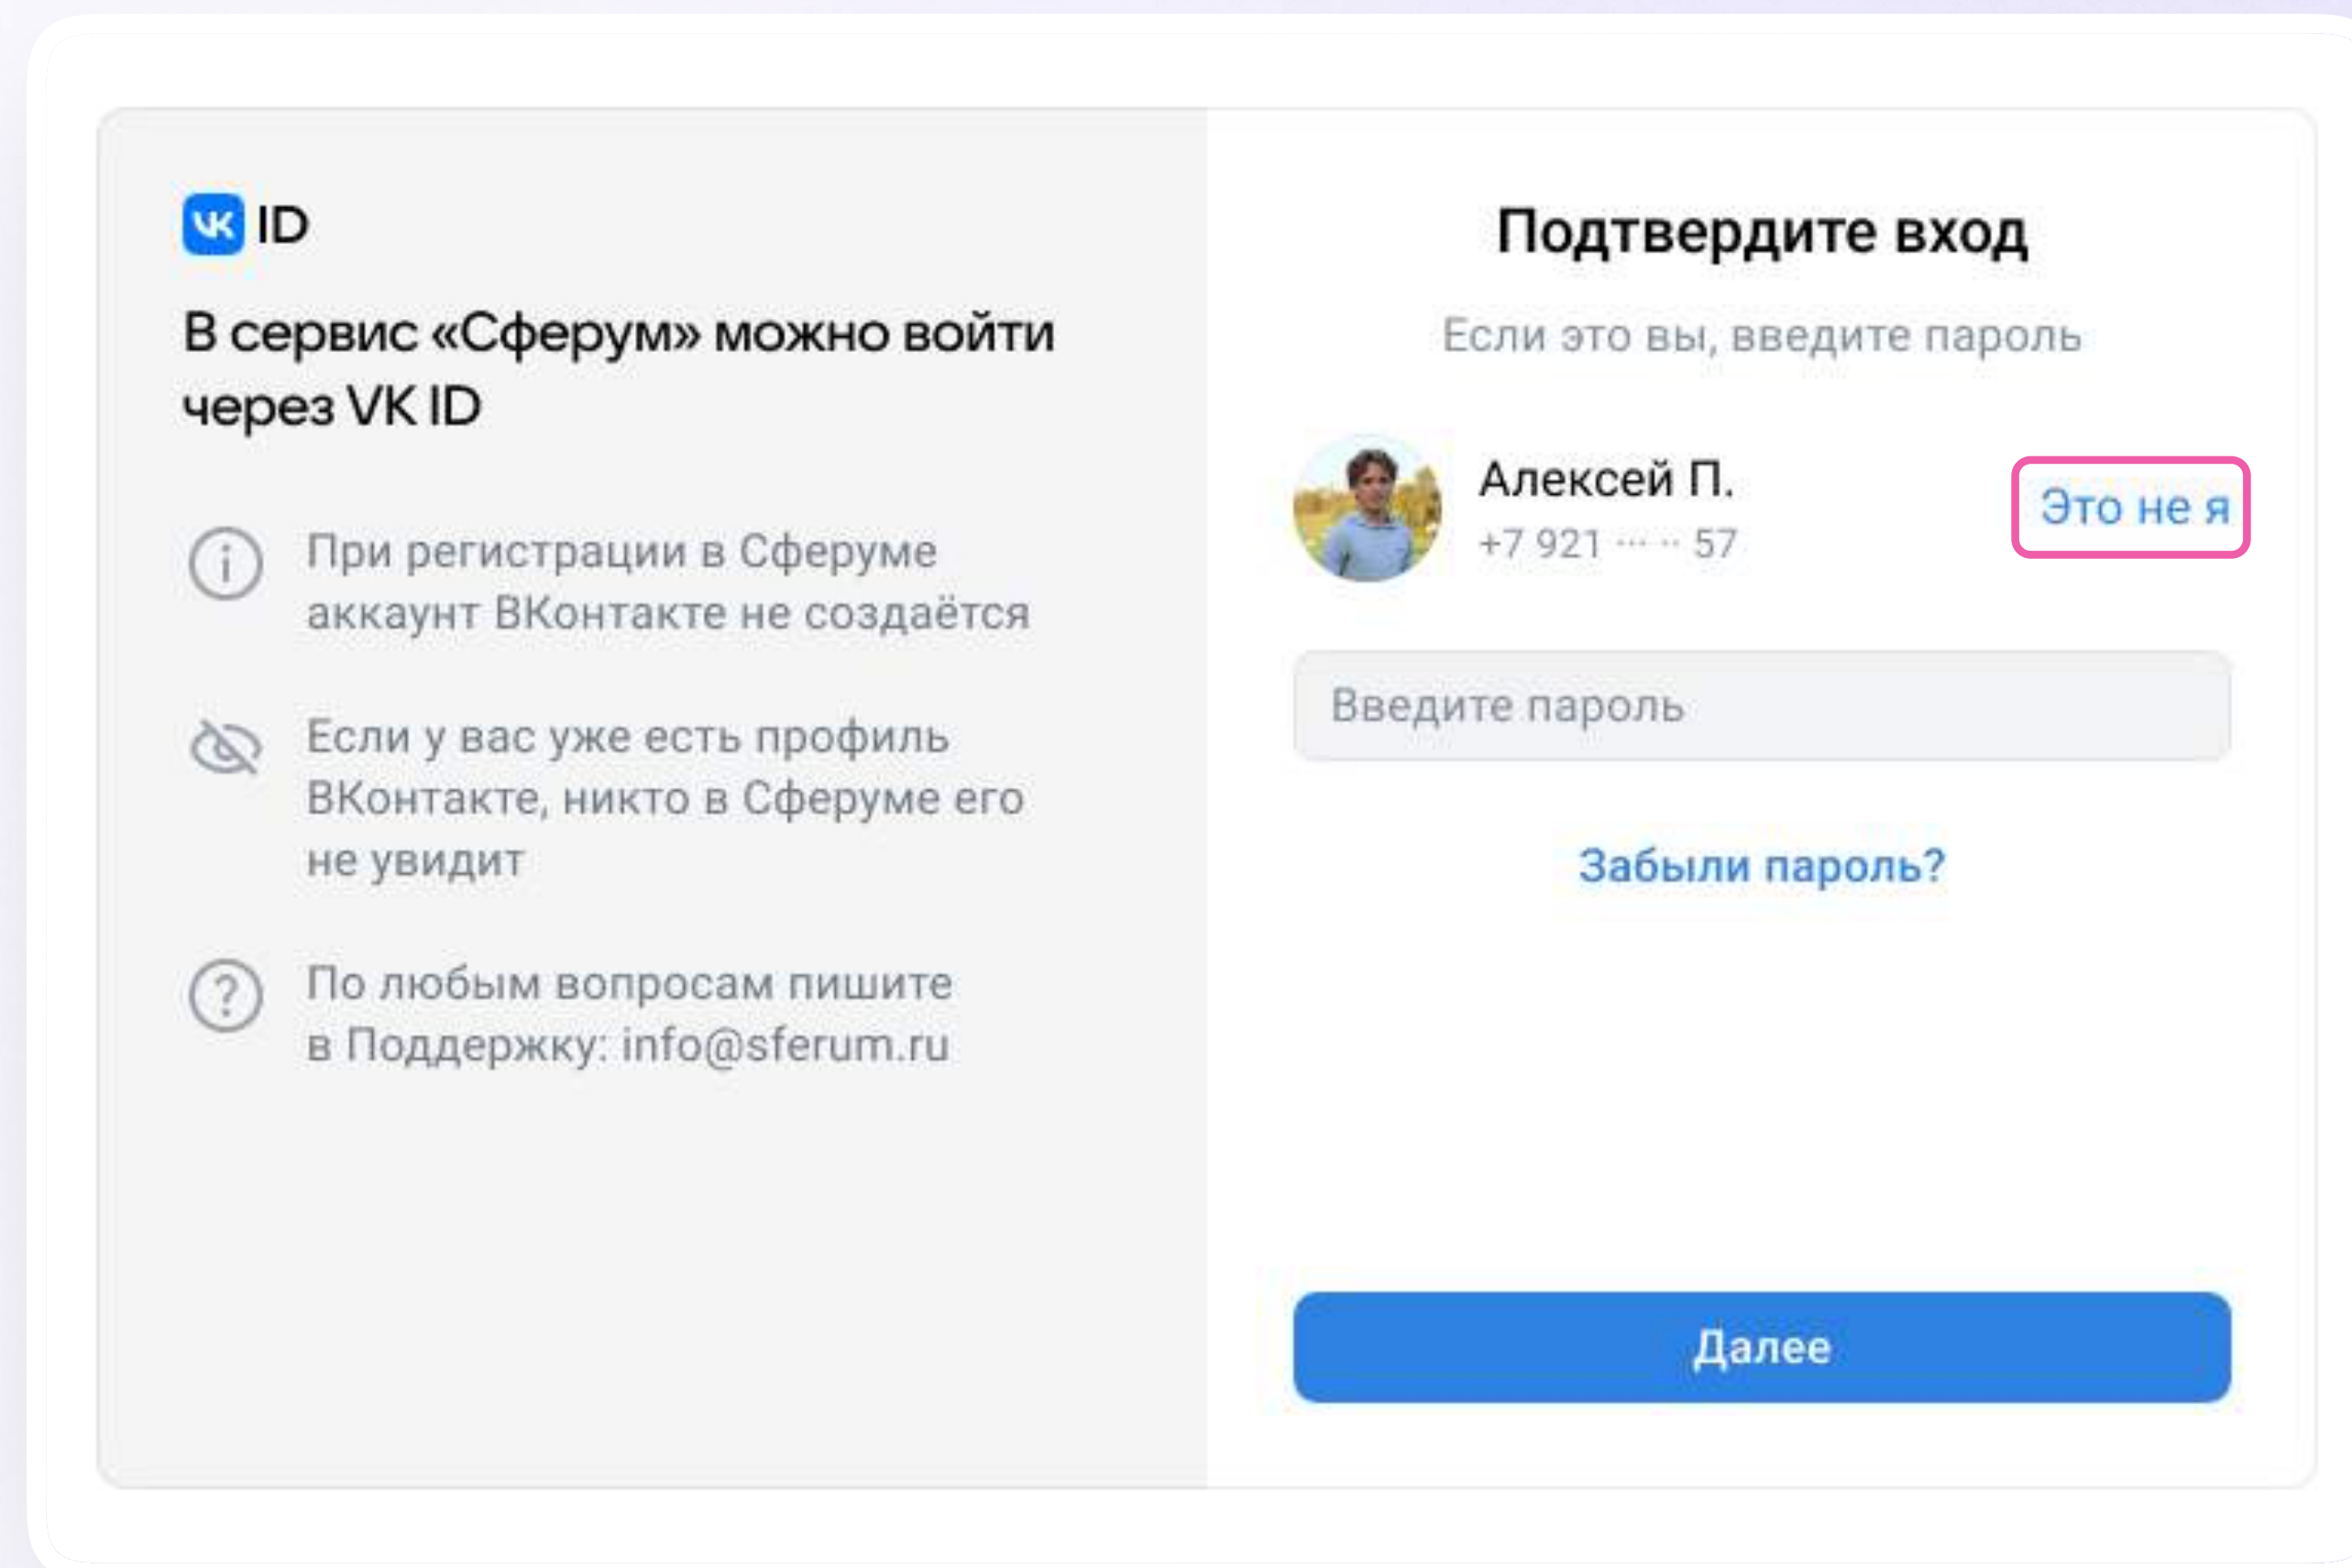 VK ID
В сервис «Сферум» можно войти
через VK ID
При регистрации в Сферуме
аккаунт ВКонтакте не создаётся
Если у вас уже есть профиль
ВКонтакте, никто в Сферуме его
не увидит
По любым вопросам пишите
в Поддержку: info@sferum.ru
Подтвердите вход
Если это вы, введите пароль
Алексей П.
+7 921 ··· ·· 57
Это не я
Введите пароль
Забыли пароль?
Далее